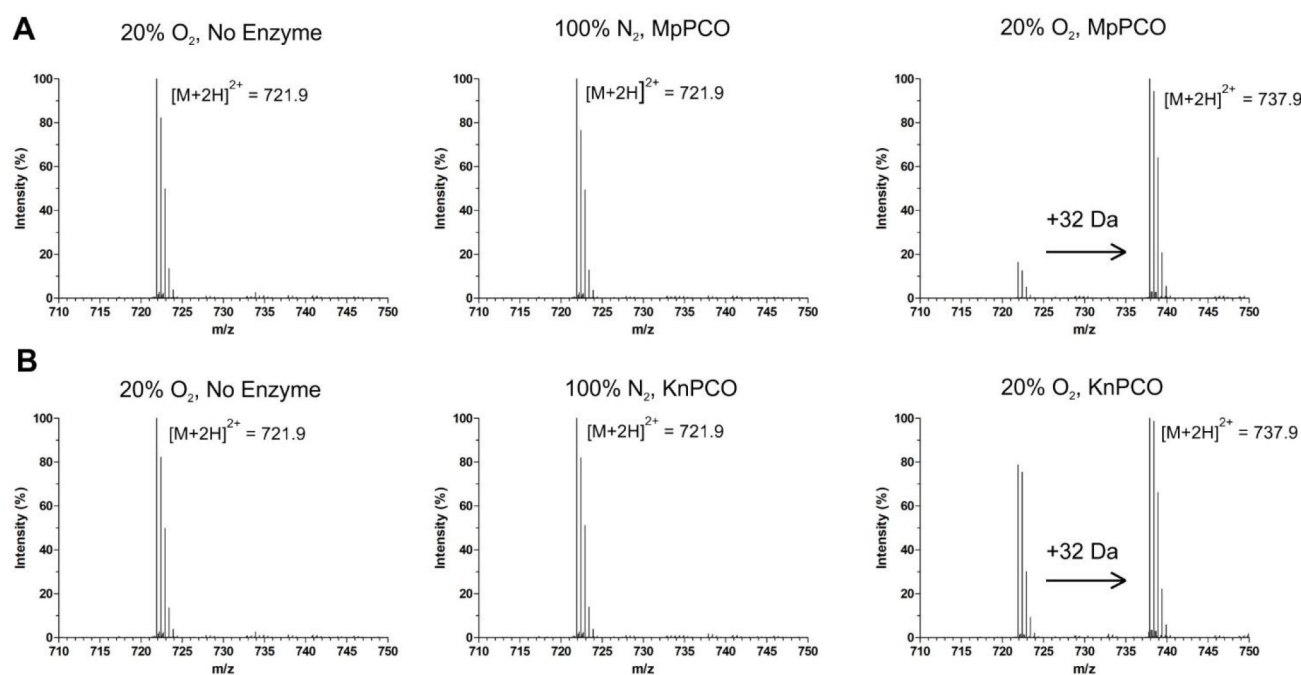 A
20% O₂, No Enzyme
100% N₂, MpPCO
20% O₂, MpPCO
Intensity (%)
100
80
60
40
20
0
[M+2H]²⁺ = 721.9
710 715 720 725 730 735 740 745 750
m/z
Intensity (%)
100
80
60
40
20
0
[M+2H]²⁺ = 721.9
710 715 720 725 730 735 740 745 750
m/z
Intensity (%)
100
80
60
40
20
0
[M+2H]²⁺ = 737.9
+32 Da
710 715 720 725 730 735 740 745 750
m/z
B
20% O₂, No Enzyme
100% N₂, KnPCO
20% O₂, KnPCO
Intensity (%)
100
80
60
40
20
0
[M+2H]²⁺ = 721.9
710 715 720 725 730 735 740 745 750
m/z
Intensity (%)
100
80
60
40
20
0
[M+2H]²⁺ = 721.9
710 715 720 725 730 735 740 745 750
m/z
Intensity (%)
100
80
60
40
20
0
[M+2H]²⁺ = 737.9
+32 Da
710 715 720 725 730 735 740 745 750
m/z